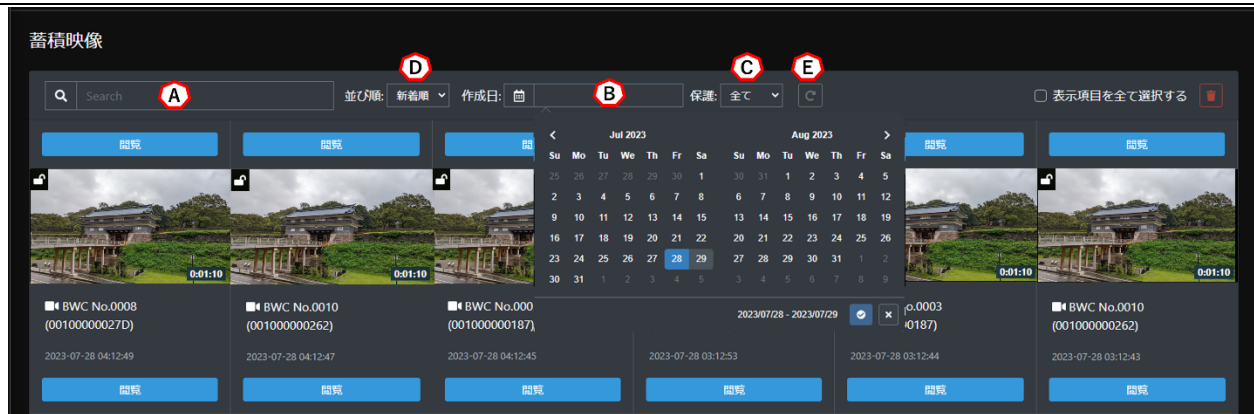 蓄積映像
D C E
Search A 並び順: 新着順 作成日: B 保護: 全て 表示項目を全て選択する
閲覧 閲覧 閲 閲覧 閲覧
Jul 2023 Aug 2023
Su Mo Tu We Th Fr Sa Su Mo Tu We Th Fr Sa
25 26 27 28 29 30 1 30 31 1 2 3 4 5
2 3 4 5 6 7 8 6 7 8 9 10 11 12
9 10 11 12 13 14 15 13 14 15 16 17 18 19
16 17 18 19 20 21 22 20 21 22 23 24 25 26
23 24 25 26 27 28 29 27 28 29 30 31 1 2
30 31 1 2 3 4 5 3 4 5 6 7 8 9
0:01:10 0:01:10 0:01:10 0:01:10
BWC No.0008 BWC No.0010 BWC No.000 o.0003 BWC No.0010
(00100000027D) (001000000262) (001000000187) 0187) (001000000262)
2023/07/28 - 2023/07/29
2023-07-28 04:12:49 2023-07-28 04:12:47 2023-07-28 04:12:45 2023-07-28 03:12:53 2023-07-28 03:12:44 2023-07-28 03:12:43
閲覧 閲覧 閲覧 閲覧 閲覧 閲覧